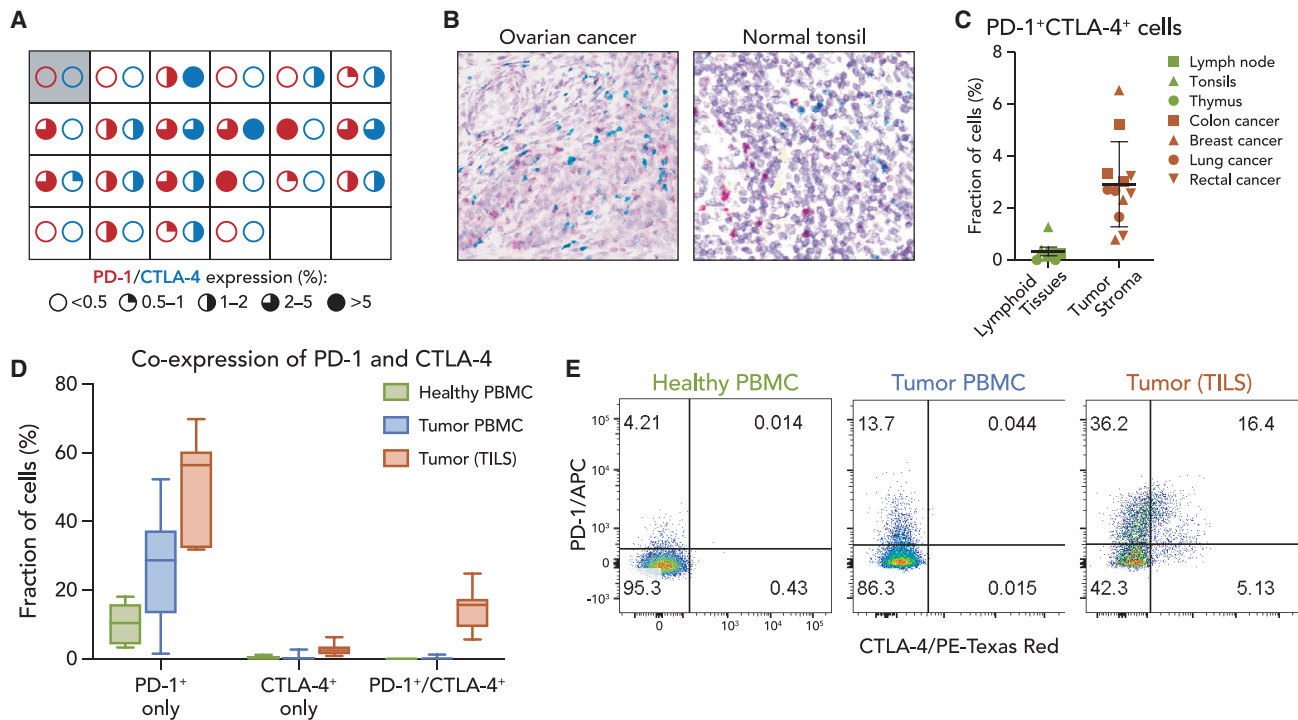 A
PD-1/CTLA-4 expression (%):
<0.5 0.5–1 1–2 2–5 >5
B
Ovarian cancer Normal tonsil
C
PD-1⁺CTLA-4⁺ cells
Fraction of cells (%)
8
6
4
2
0
Lymphoid Tissues
Tumor Stroma
Lymph node
Tonsils
Thymus
Colon cancer
Breast cancer
Lung cancer
Rectal cancer
D
Co-expression of PD-1 and CTLA-4
Fraction of cells (%)
80
60
40
20
0
Healthy PBMC
Tumor PBMC
Tumor (TILS)
PD-1⁺ only
CTLA-4⁺ only
PD-1⁺/CTLA-4⁺
E
Healthy PBMC Tumor PBMC Tumor (TILS)
PD-1/APC
10⁵
10⁴
10³
0
-10³
4.21 0.014
95.3 0.43
0 10³ 10⁴ 10⁵
13.7 0.044
86.3 0.015
36.2 16.4
42.3 5.13
CTLA-4/PE-Texas Red